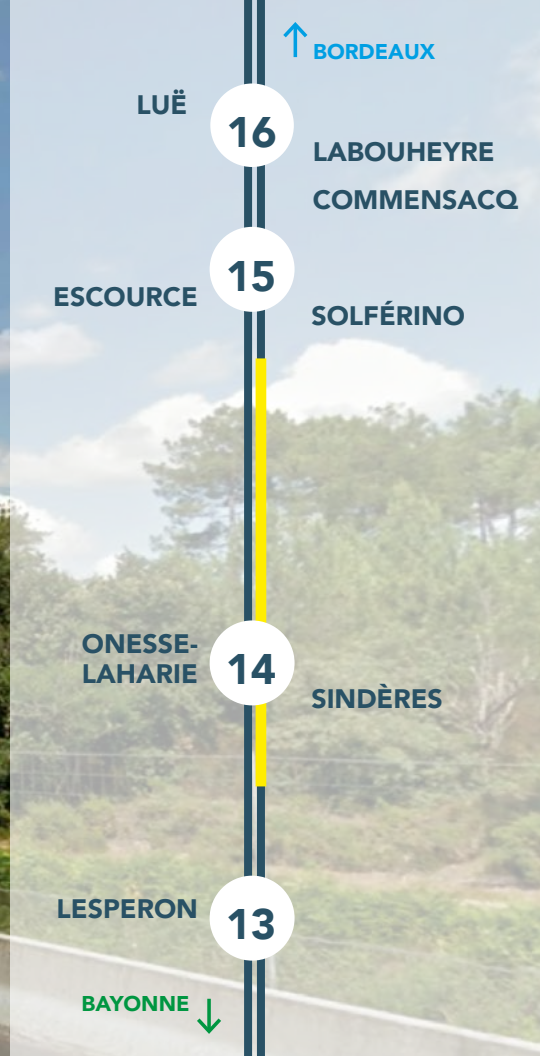 BORDEAUX
LUË
16
LABOUHEYRE
COMMENSACQ
15
ESCOURCE
SOLFÉRINO
ONESSE-
LAHARIE
14
SINDÈRES
LESPERON
13
BAYONNE